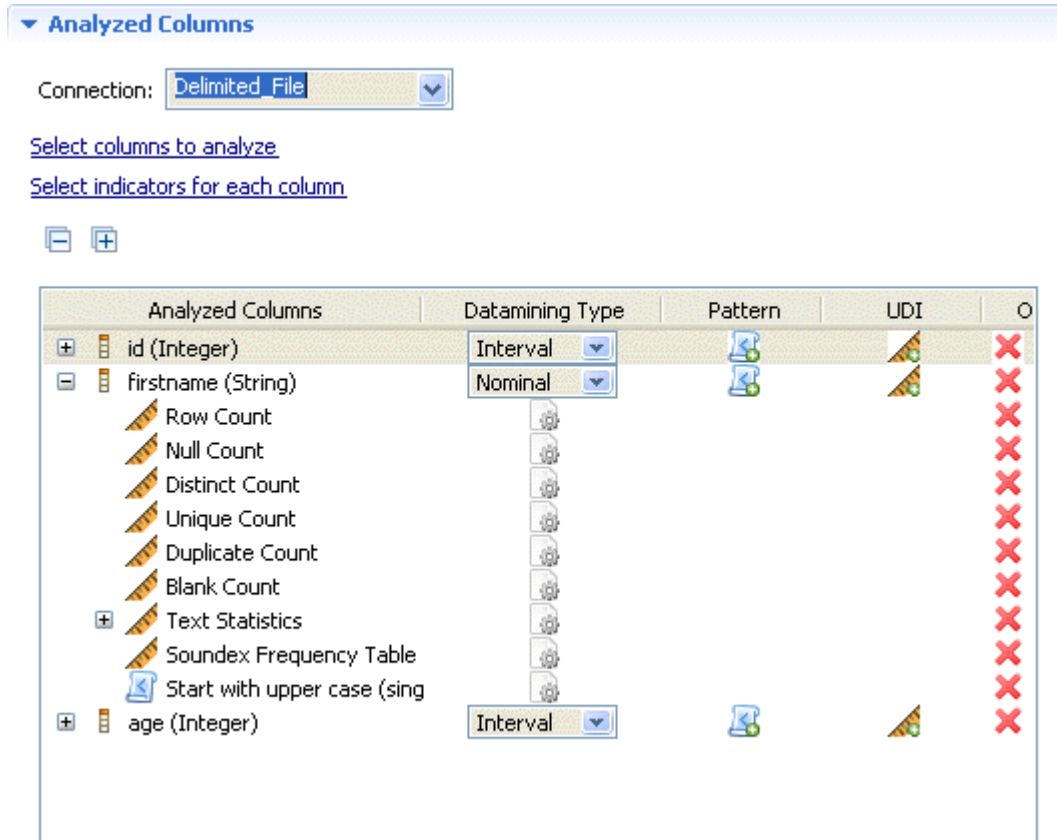 Analyzed Columns
Connection: Delimited_File
Select columns to analyze
Select indicators for each column
Analyzed Columns Datamining Type Pattern UDI O
id (Integer) Interval
firstname (String) Nominal
Row Count
Null Count
Distinct Count
Unique Count
Duplicate Count
Blank Count
Text Statistics
Soundex Frequency Table
Start with upper case (sing
age (Integer) Interval